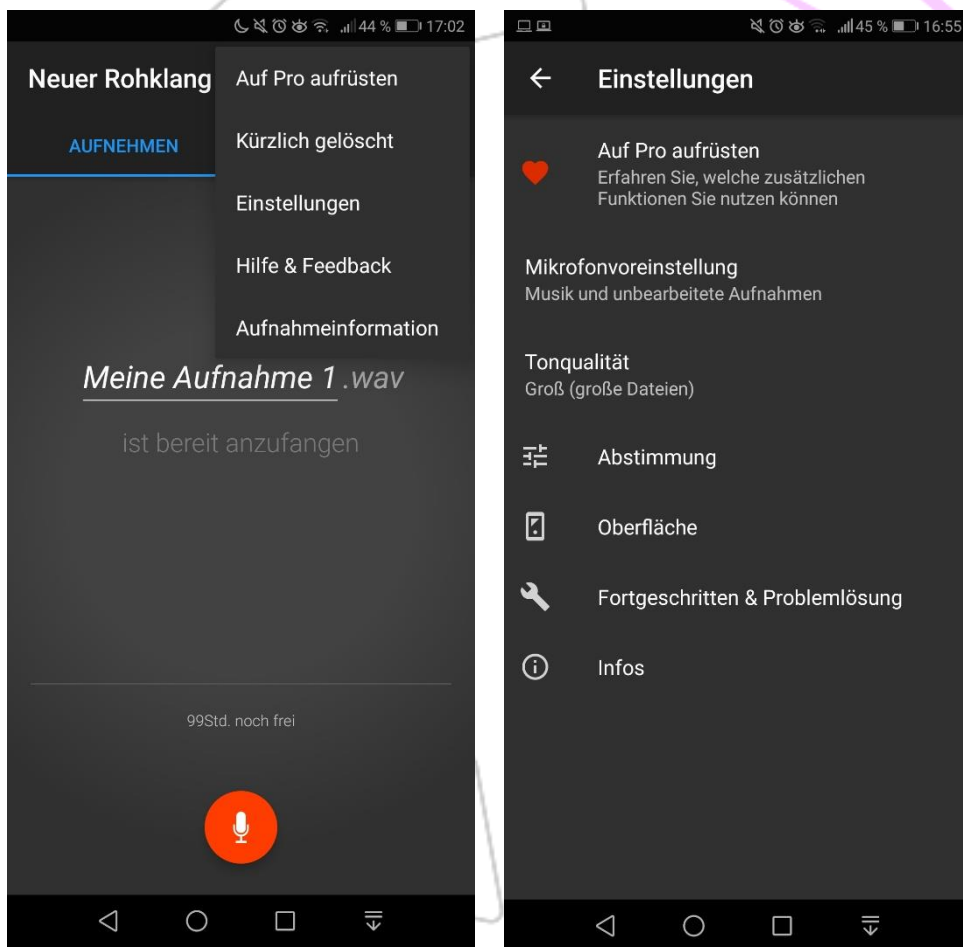 44 % 17:02
Neuer Rohklang
Auf Pro aufrüsten
AUFNEHMEN
Kürzlich gelöscht
Einstellungen
Hilfe & Feedback
Aufnahmeinformation
Meine Aufnahme 1 .wav
ist bereit anzufangen
99Std. noch frei
45 % 16:55
Einstellungen
Auf Pro aufrüsten
Erfahren Sie, welche zusätzlichen
Funktionen Sie nutzen können
Mikrofonvoreinstellung
Musik und unbearbeitete Aufnahmen
Tonqualität
Groß (große Dateien)
Abstimmung
Oberfläche
Fortgeschritten & Problemlösung
Infos